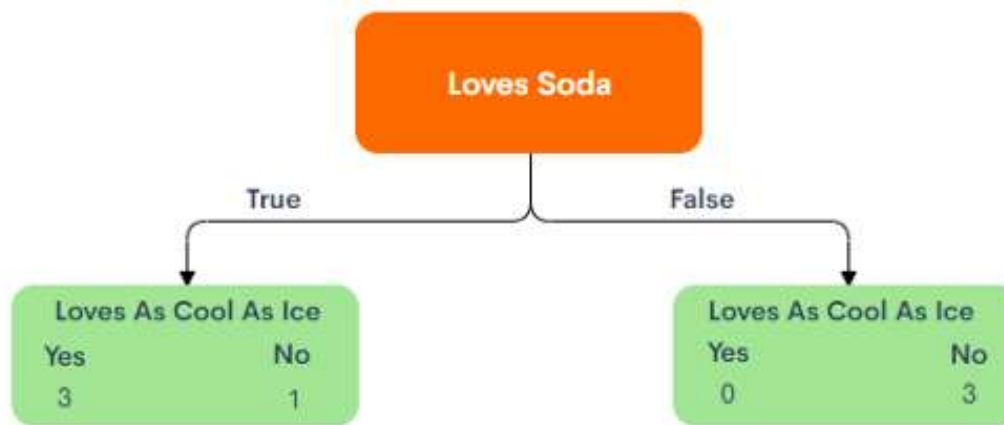 Loves Soda
True
False
Loves As Cool As Ice
Yes No
3 1
Loves As Cool As Ice
Yes No
0 3